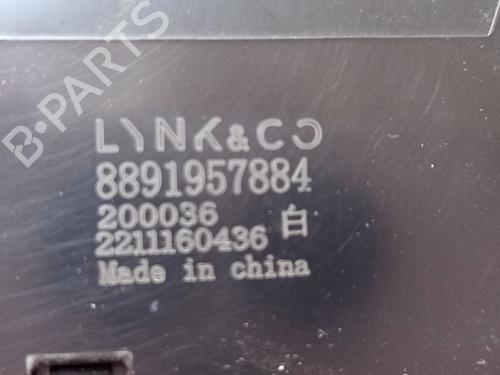 B-PARTS
LYNK & CO
8891957884
200036
2211160436 白
Made in china